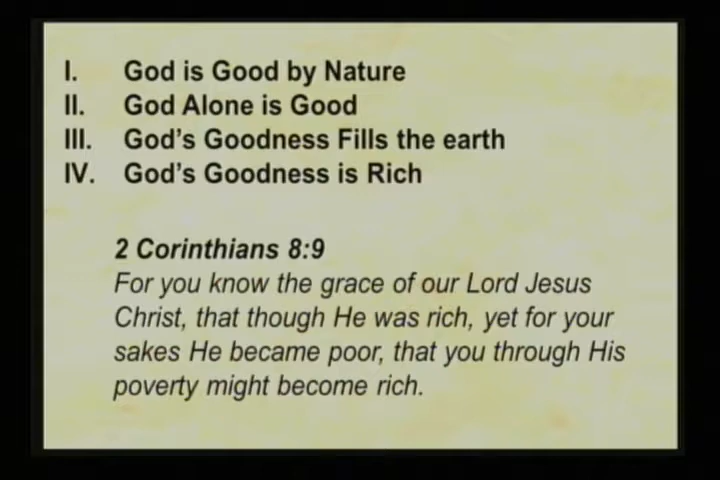 I. God is Good by Nature
II. God Alone is Good
III. God's Goodness Fills the earth
IV. God's Goodness is Rich
2 Corinthians 8:9
For you know the grace of our Lord Jesus
Christ, that though He was rich, yet for your
sakes He became poor, that you through His
poverty might become rich.